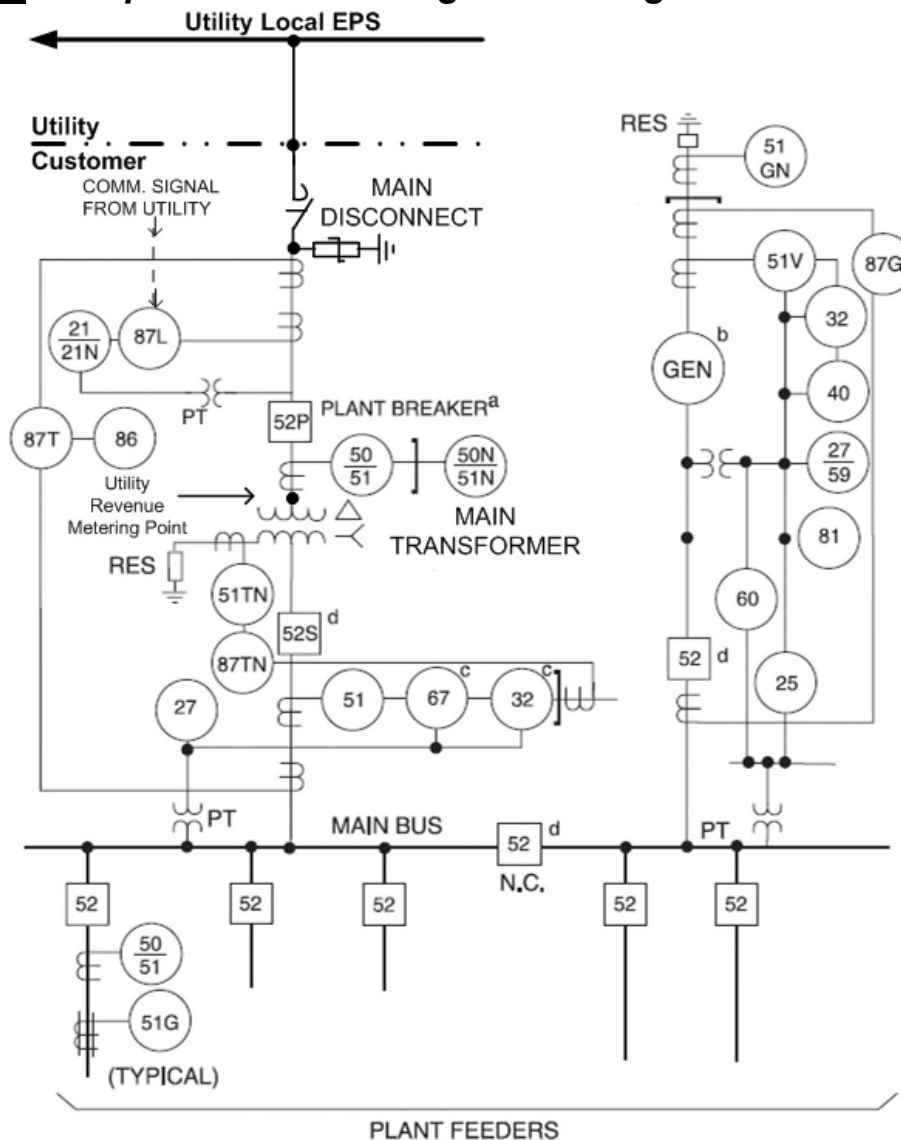 Utility Local EPS
Utility
Customer
COMM. SIGNAL
FROM UTILITY
MAIN
DISCONNECT
RES
51
GN
51V
87G
32
b
GEN
40
21
21N
87L
PT
52P
PLANT BREAKER a
87T
86
50
51
50N
51N
27
59
Utility
Revenue
Metering Point
MAIN
TRANSFORMER
81
RES
51TN
60
52S
d
87TN
52
d
25
27
51
67
c
32
c
PT
MAIN BUS
52
d
N.C.
PT
52
52
52
52
52
50
51
51G
(TYPICAL)
PLANT FEEDERS